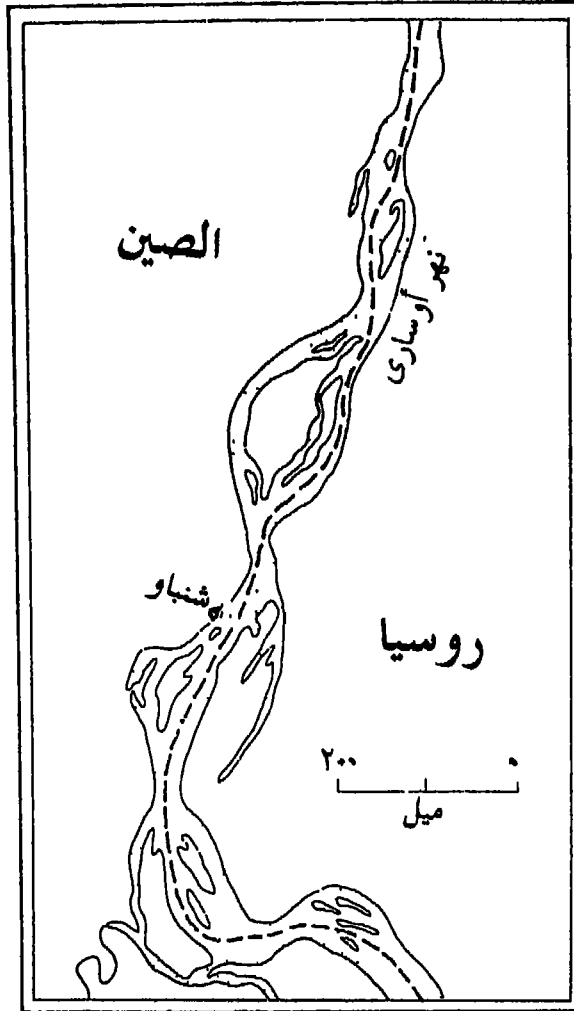 الصين
نهر أوسارى
شنباو
روسيا
٢٠٠ ٠
ميل